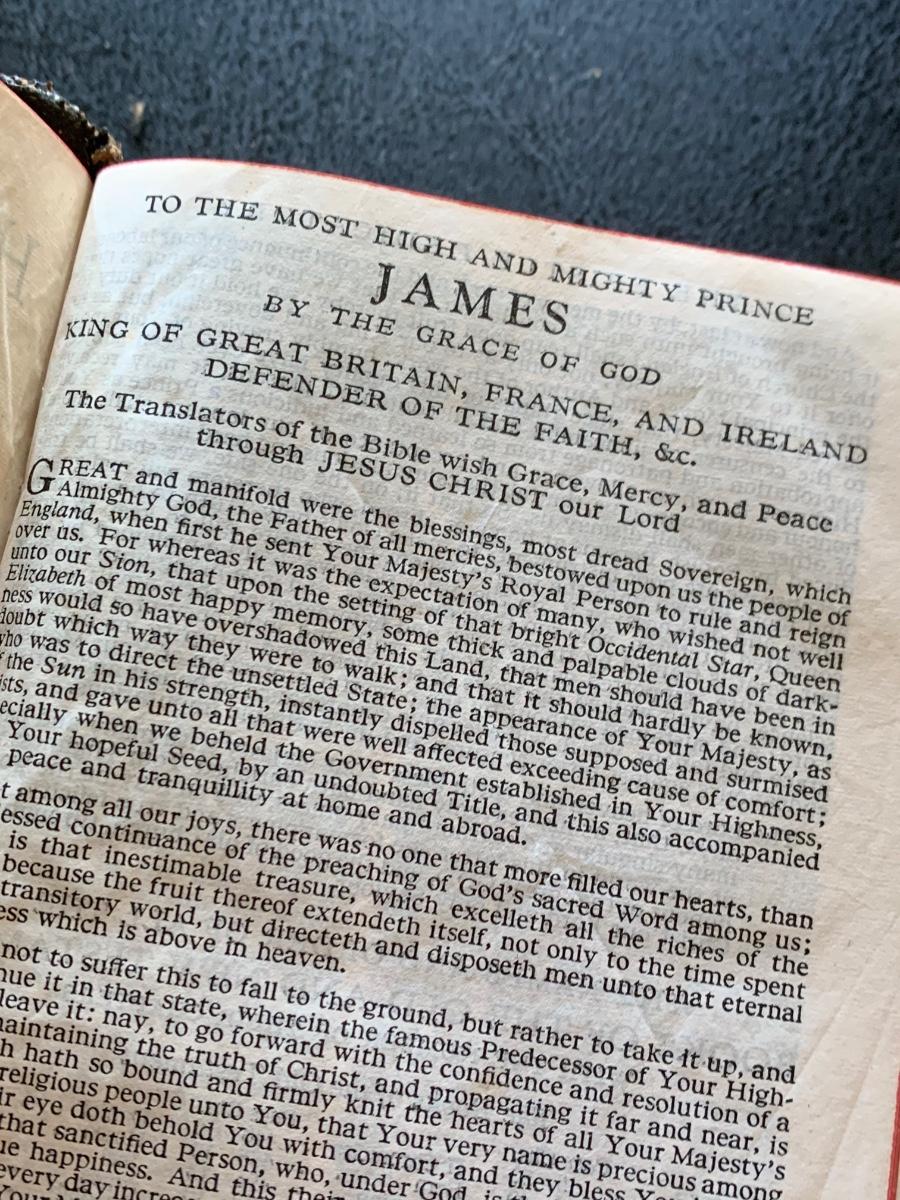 TO THE MOST HIGH AND MIGHTY PRINCE
JAMES
BY THE GRACE OF GOD
KING OF GREAT BRITAIN, FRANCE, AND IRELAND
DEFENDER OF THE FAITH, &c.
The Translators of the Bible wish Grace, Mercy, and Peace
through JESUS CHRIST our Lord
GREAT and manifold were the blessings, most dread Sovereign, which
Almighty God, the Father of all mercies, bestowed upon us the people of
England, when first he sent Your Majesty's Royal Person to rule and reign
over us. For whereas it was the expectation of many, who wished not well
unto our Sion, that upon the setting of that bright Occidental Star, Queen
Elizabeth of most happy memory, some thick and palpable clouds of dark-
ness would so have overshadowed this Land, that men should have been in
doubt which way they were to walk; and that it should hardly be known,
who was to direct the unsettled State; the appearance of Your Majesty, as
the Sun in his strength, instantly dispelled those supposed and surmised
ists, and gave unto all that were well affected exceeding cause of comfort;
ecially when we beheld the Government established in Your Highness,
Your hopeful Seed, by an undoubted Title, and this also accompanied
peace and tranquillity at home and abroad.
t among all our joys, there was no one that more filled our hearts, than
essed continuance of the preaching of God's sacred Word among us;
is that inestimable treasure, which excelleth all the riches of the
because the fruit thereof extendeth itself, not only to the time spent
transitory world, but directeth and disposeth men unto that eternal
ess which is above in heaven.
not to suffer this to fall to the ground, but rather to take it up, and
nue it in that state, wherein the famous Predecessor of Your High-
leave it: nay, to go forward with the confidence and resolution of a
aintaining the truth of Christ, and propagating it far and near, is
h hath so bound and firmly knit the hearts of all Your Majesty's
religious people unto You, that Your very name is precious among
ir eye doth behold You with comfort, and they bless You
that sanctified Person, who, under God, is
ue happiness. And this their
every day